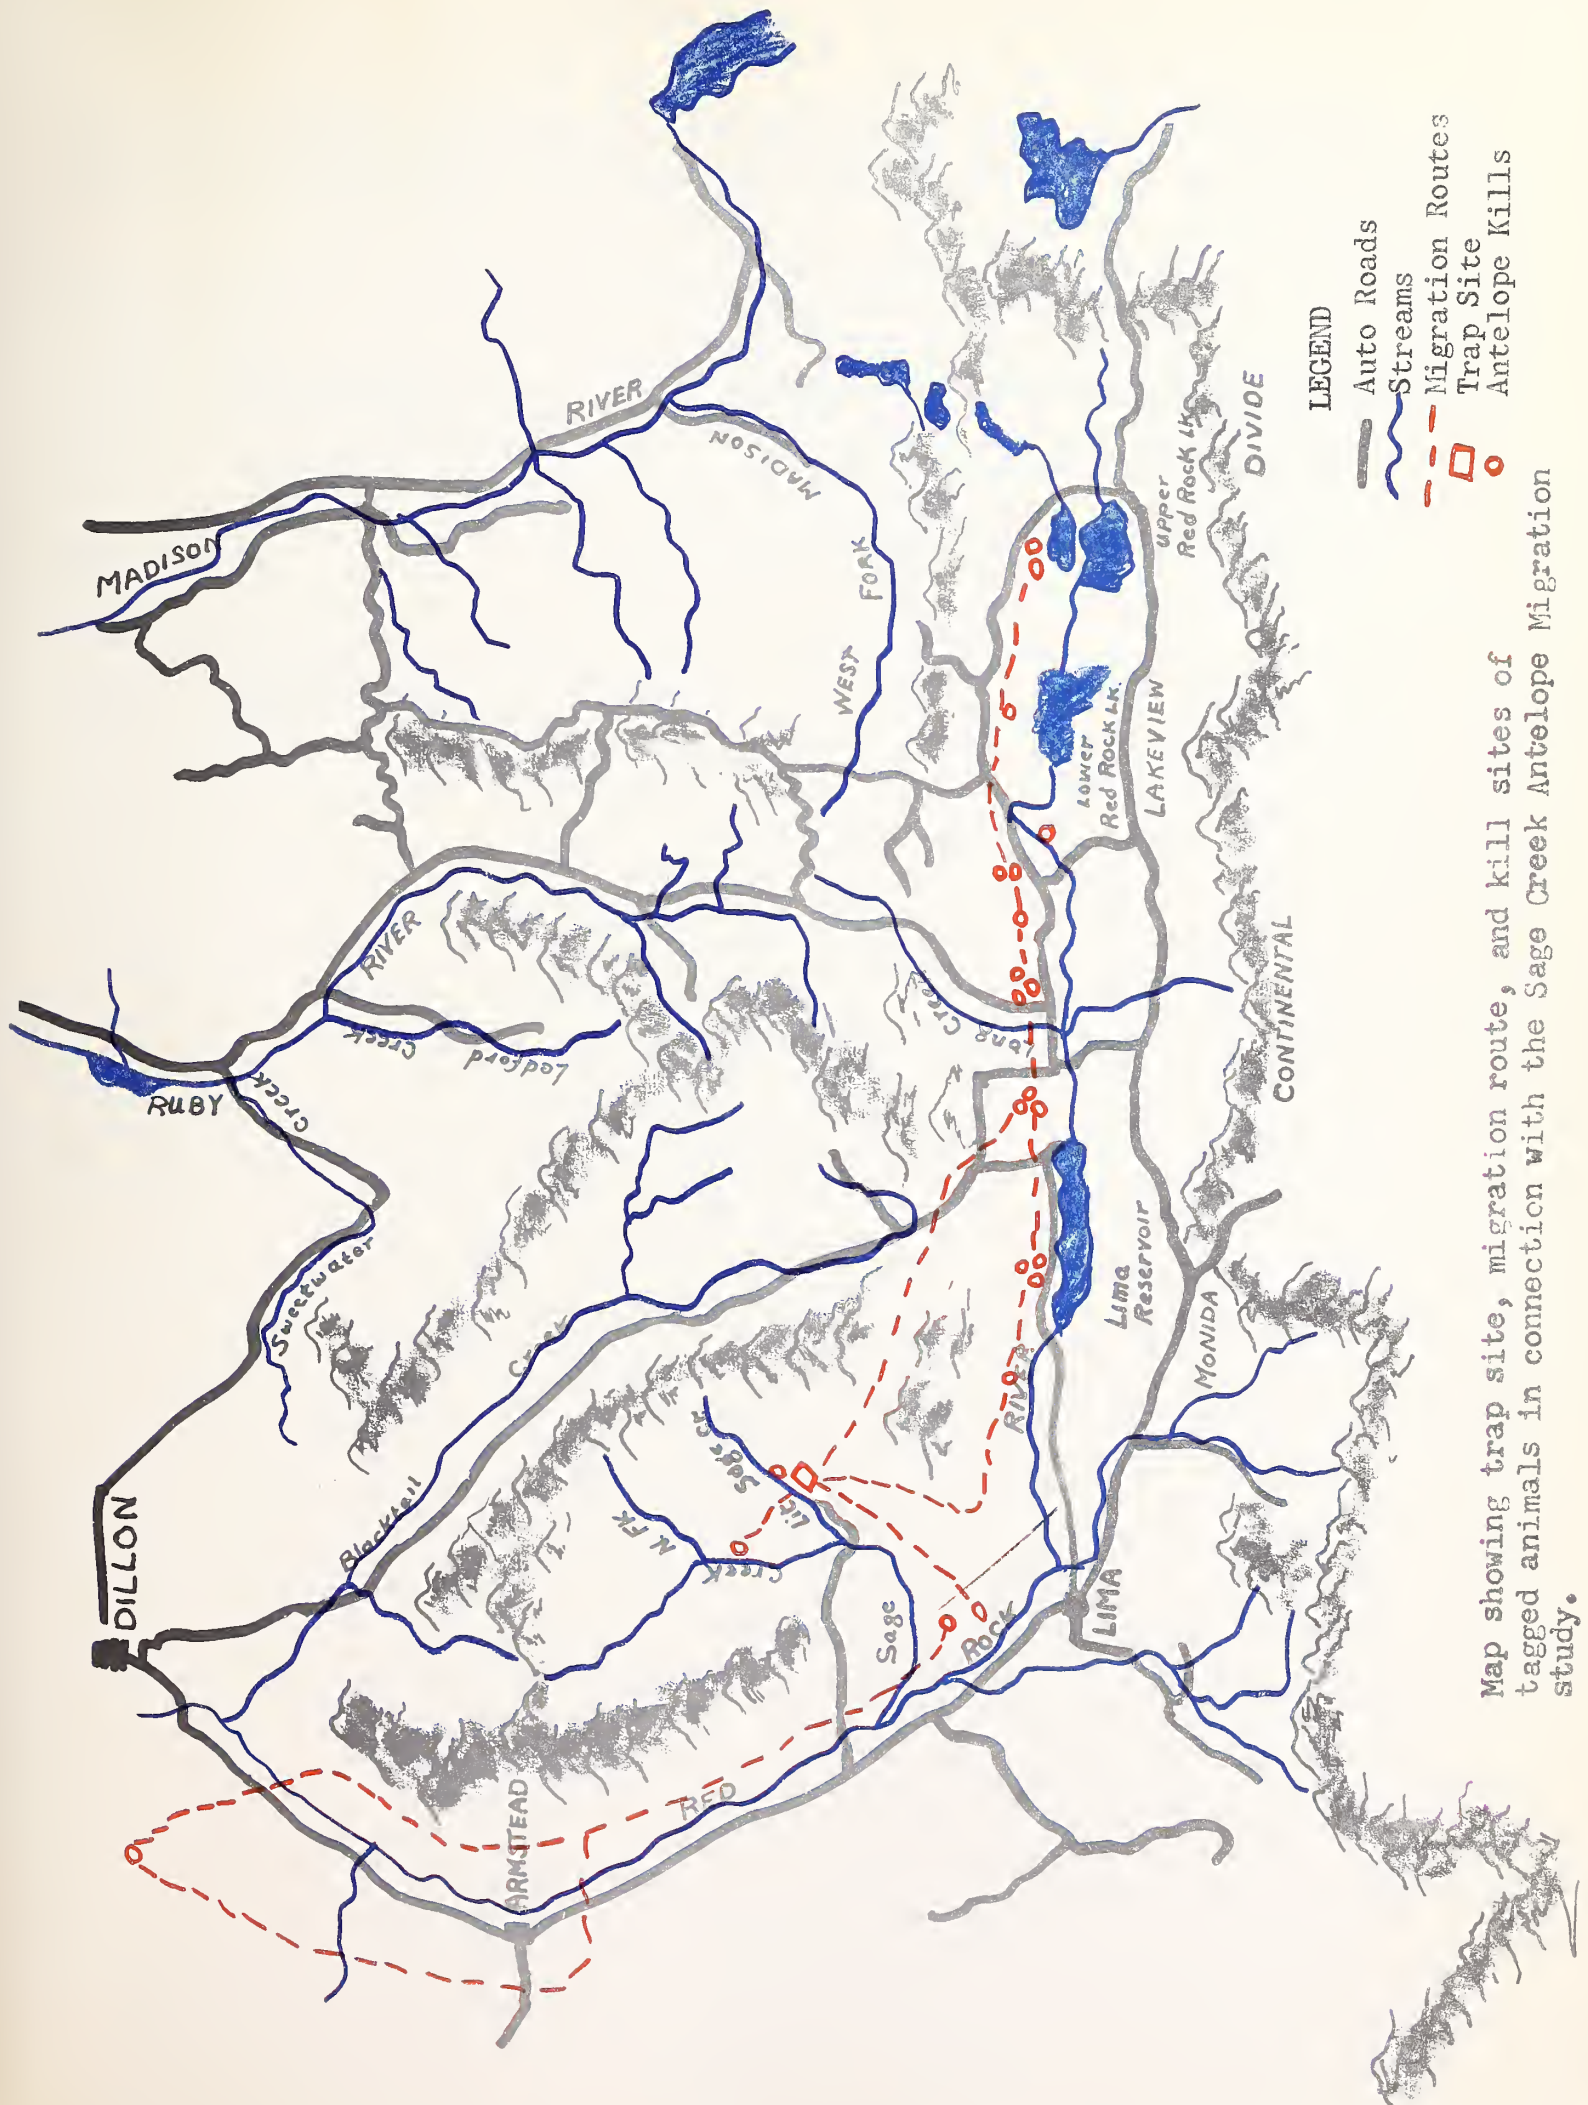 DILLON
RUBY
MADISON
RIVER
RIVER
MADISON
WEST
FORK
Sweetwater
Creek
Ledford
Creek
Blacktail
Creek
ARMSTEAD
RED
ROCK
RIVER
N. FK
Creek
Lit
Sage Cr.
Sage
Long
Creek
LIMA
MONIDA
Lima
Reservoir
Lower
Red Rock Lk.
LAKEVIEW
Upper
Red Rock Lk.
CONTINENTAL
DIVIDE
LEGEND
Auto Roads
Streams
Migration Routes
Trap Site
Antelope Kills
Map showing trap site, migration route, and kill sites of
tagged animals in connection with the Sage Creek Antelope Migration
study.